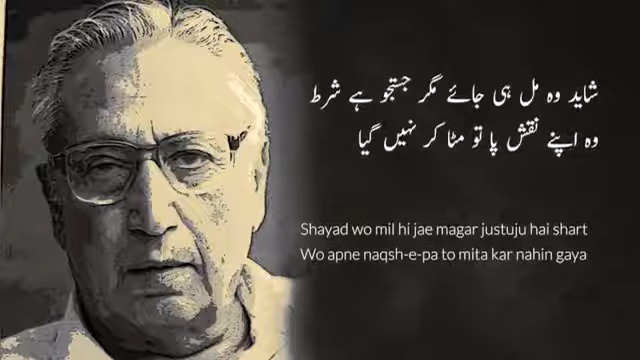 شاید وہ مل ہی جائے مگر جستجو ہے شرط
وہ اپنے نقش پا تو مٹا کر نہیں گیا
Shayad wo mil hi jae magar justuju hai shart
Wo apne naqsh-e-pa to mita kar nahin gaya